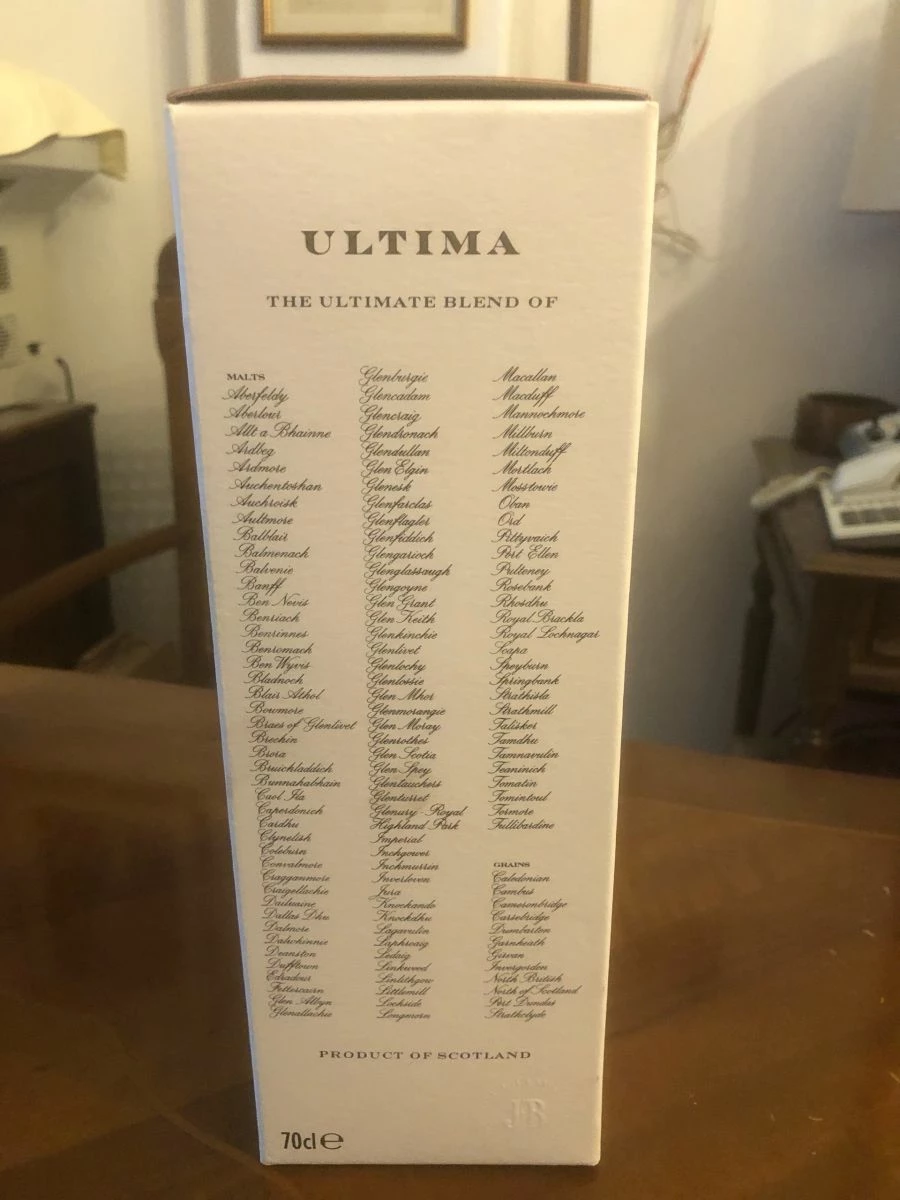 ULTIMA
THE ULTIMATE BLEND OF
MALTS
Aberfeldy
Aberlour
Allt a Bhainne
Ardbeg
Ardmore
Auchentoshan
Auchroisk
Aultmore
Balblair
Balmenach
Balvenie
Banff
Ben Nevis
Benriach
Benrinnes
Benromach
Ben Wyvis
Bladnoch
Blair Athol
Bowmore
Braes of Glenlivet
Brechin
Brora
Bruichladdich
Bunnahabhain
Caol Ila
Caperdonich
Cardhu
Clynelish
Coleburn
Convalmore
Cragganmore
Craigellachie
Dailuaine
Dallas Dhu
Dalmore
Dalwhinnie
Deanston
Dufftown
Edradour
Fettercairn
Glen Albyn
Glenallachie
Glenburgie
Glencadam
Glencraig
Glendronach
Glendullan
Glen Elgin
Glenesk
Glenfarclas
Glenflagler
Glenfiddich
Glengarioch
Glenglassaugh
Glengoyne
Glen Grant
Glen Keith
Glenkinchie
Glenlivet
Glenlochy
Glenlossie
Glen Mhor
Glenmorangie
Glen Moray
Glenrothes
Glen Scotia
Glen Spey
Glentauchers
Glenturret
Glenury-Royal
Highland Park
Imperial
Inchgower
Inchmurrin
Inverleven
Jura
Knockando
Knockdhu
Lagavulin
Laphroaig
Ledaig
Linkwood
Linlithgow
Littlemill
Lochside
Longmorn
Macallan
Macduff
Mannochmore
Millburn
Miltonduff
Mortlach
Mosstowie
Oban
Ord
Pittyvaich
Port Ellen
Pulteney
Rosebank
Rhosdhu
Royal Brackla
Royal Lochnagar
Scapa
Speyburn
Springbank
Strathisla
Strathmill
Talisker
Tamdhu
Tamnavulin
Teaninich
Tomatin
Tomintoul
Tormore
Tullibardine
GRAINS
Caledonian
Cambus
Cameronbridge
Carsebridge
Dumbarton
Garnheath
Girvan
Invergordon
North British
North of Scotland
Port Dundas
Strathclyde
PRODUCT OF SCOTLAND
JB
70cl e